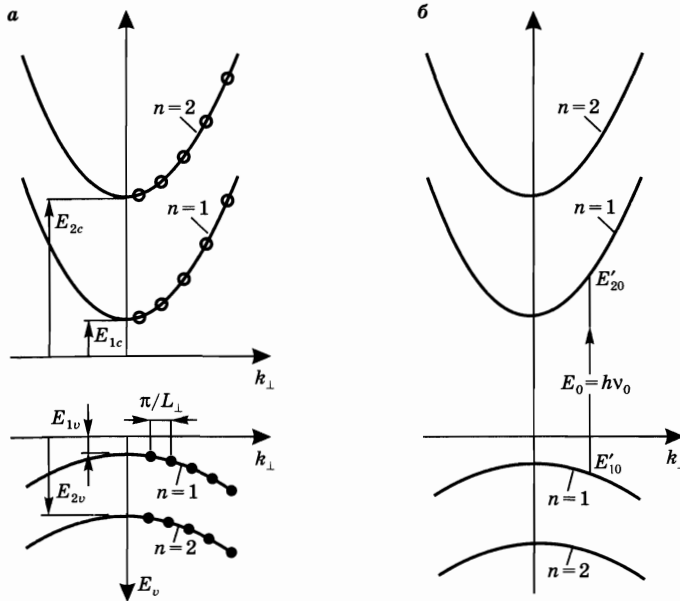 а
n=2
E₂c
n=1
E₁c
k⊥
π/L⊥
E₁v
k⊥
E₂v
n=1
n=2
Eᵥ
б
n=2
n=1
E′₂₀
E₀=hν₀
k⊥
E′₁₀
n=1
n=2